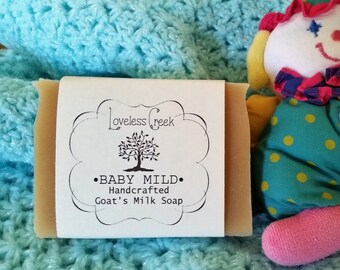 Loveless Creek
•BABY MILD•
Handcrafted
Goat's Milk Soap